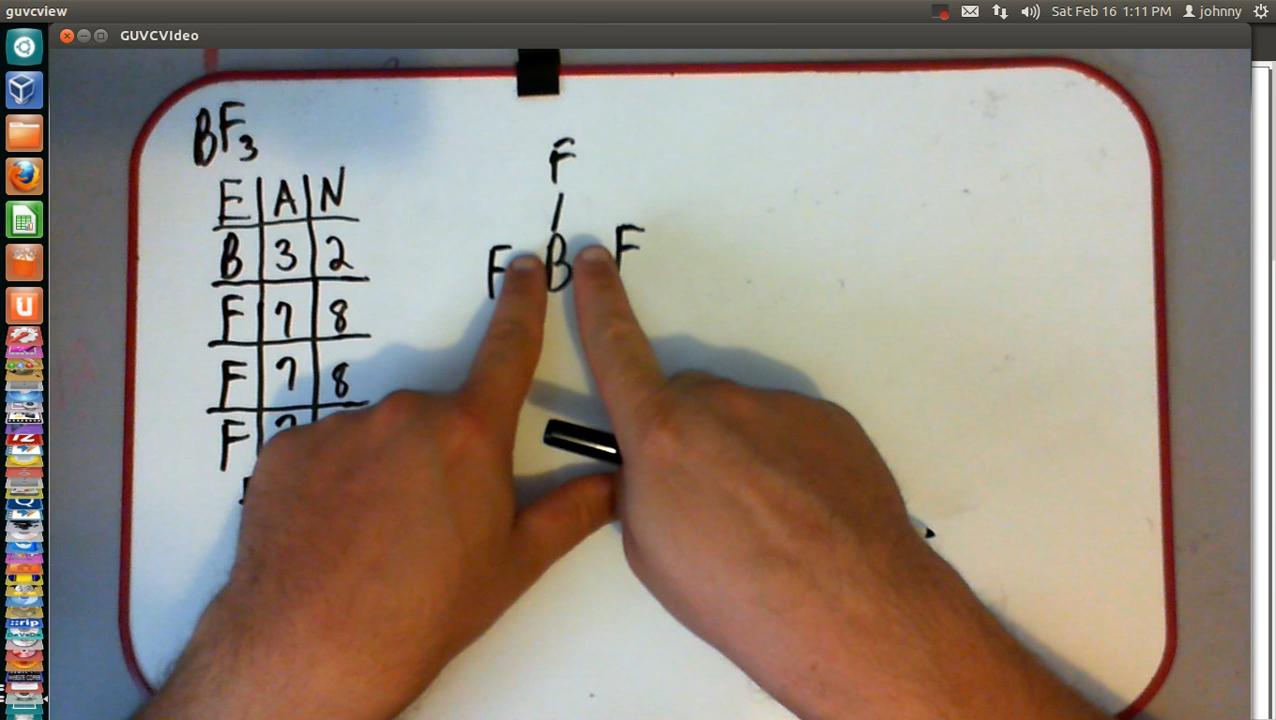 guvcview
Sat Feb 16 1:11 PM johnny
GUVCVIdeo
BF3
E A N
B 3 2
F 7 8
F 7 8
F
F
B
F F